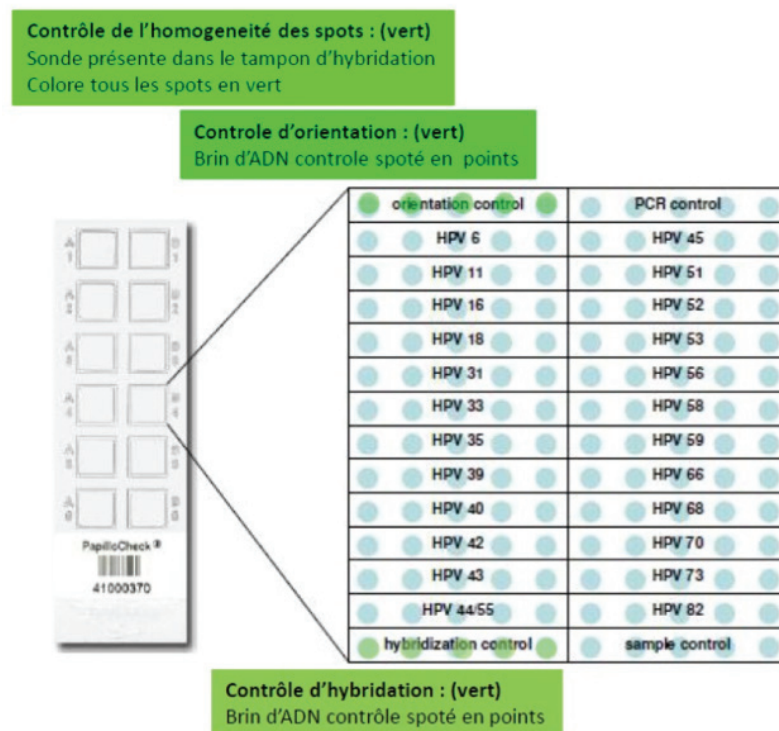 Contrôle de l'homogeneité des spots : (vert)
Sonde présente dans le tampon d'hybridation
Colore tous les spots en vert
Controle d'orientation : (vert)
Brin d'ADN controle spoté en points
orientation control PCR control
HPV 6 HPV 45
HPV 11 HPV 51
HPV 16 HPV 52
HPV 18 HPV 53
HPV 31 HPV 56
HPV 33 HPV 58
HPV 35 HPV 59
HPV 39 HPV 66
HPV 40 HPV 68
HPV 42 HPV 70
HPV 43 HPV 73
HPV 44/55 HPV 82
hybridization control sample control
A 1
PapilloCheck®
41000370
Contrôle d'hybridation : (vert)
Brin d'ADN contrôle spoté en points